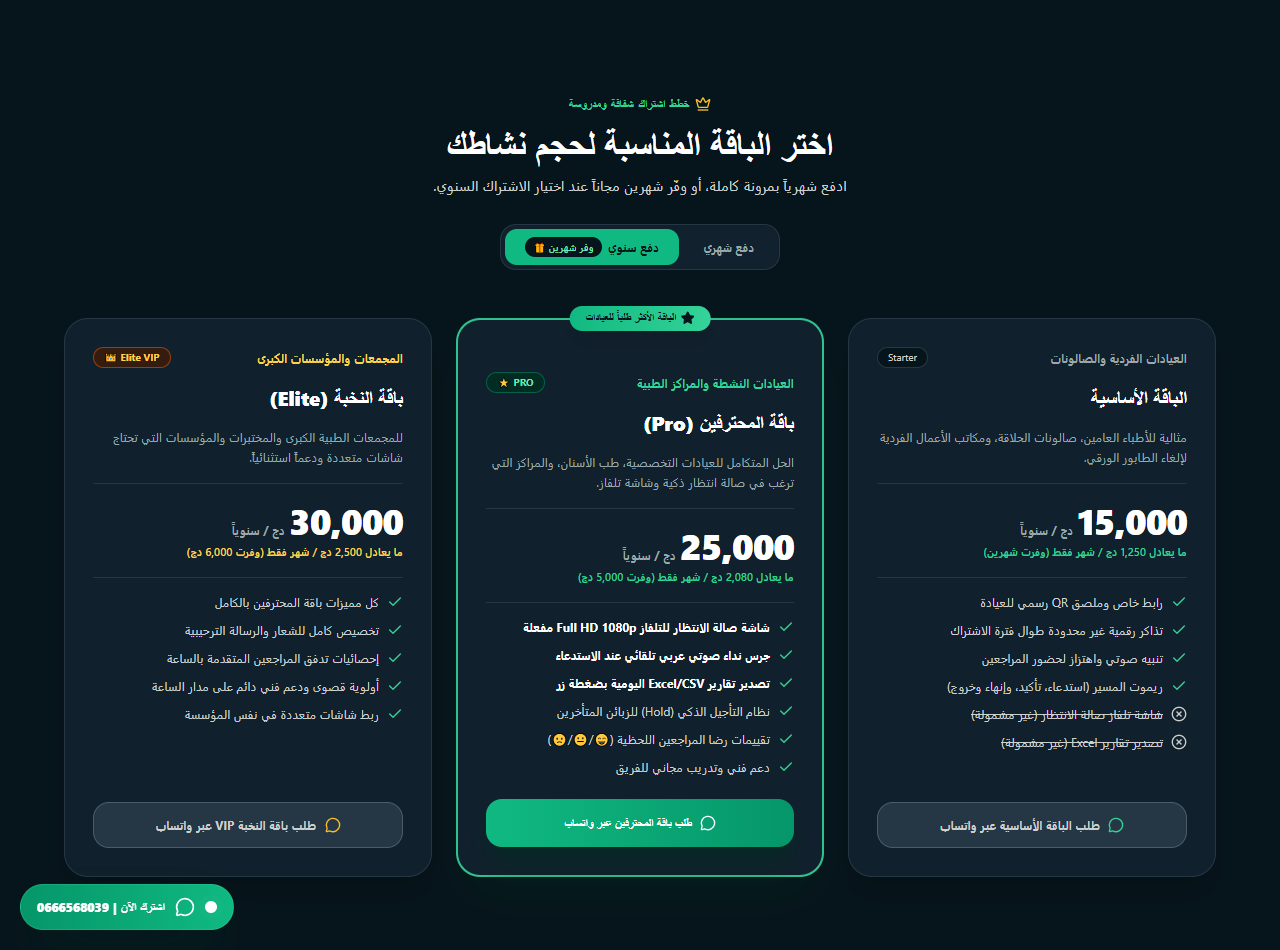 خطط اشتراك شفافة ومدروسة
اختر الباقة المناسبة لحجم نشاطك
ادفع شهرياً بمرونة كاملة، أو وفّر شهرين مجاناً عند اختيار الاشتراك السنوي.
دفع شهري
دفع سنوي وفر شهرين 🎁
العيادات الفردية والصالونات
Starter
الباقة الأساسية
مثالية للأطباء العامين، صالونات الحلاقة، ومكاتب الأعمال الفردية
لإلغاء الطابور الورقي.
15,000 دج / سنوياً
ما يعادل 1,250 دج / شهر فقط (وفرت شهرين)
رابط خاص وملصق QR رسمي للعيادة
تذاكر رقمية غير محدودة طوال فترة الاشتراك
تنبيه صوتي واهتزاز لحضور المراجعين
ريموت المسير (استدعاء، تأكيد، وإنهاء وخروج)
شاشة تلفاز صالة الانتظار (غير مشمولة)
تصدير تقارير Excel (غير مشمولة)
طلب الباقة الأساسية عبر واتساب
الباقة الأكثر طلباً للعيادات
العيادات النشطة والمراكز الطبية
PRO ⭐
باقة المحترفين (Pro)
الحل المتكامل للعيادات التخصصية، طب الأسنان، والمراكز التي
ترغب في صالة انتظار ذكية وشاشة تلفاز.
25,000 دج / سنوياً
ما يعادل 2,080 دج / شهر فقط (وفرت 5,000 دج)
شاشة صالة الانتظار للتلفاز Full HD 1080p مفعلة
جرس نداء صوتي عربي تلقائي عند الاستدعاء
تصدير تقارير Excel/CSV اليومية بضغطة زر
نظام التأجيل الذكي (Hold) للزبائن المتأخرين
تقييمات رضا المراجعين اللحظية (😄/😐/😞)
دعم فني وتدريب مجاني للفريق
طلب باقة المحترفين عبر واتساب
المجمعات والمؤسسات الكبرى
Elite VIP 👑
باقة النخبة (Elite)
للمجمعات الطبية الكبرى والمختبرات والمؤسسات التي تحتاج
شاشات متعددة ودعماً استثنائياً.
30,000 دج / سنوياً
ما يعادل 2,500 دج / شهر فقط (وفرت 6,000 دج)
كل مميزات باقة المحترفين بالكامل
تخصيص كامل للشعار والرسالة الترحيبية
إحصائيات تدفق المراجعين المتقدمة بالساعة
أولوية قصوى ودعم فني دائم على مدار الساعة
ربط شاشات متعددة في نفس المؤسسة
طلب باقة النخبة VIP عبر واتساب
اشترك الآن | 0666568039